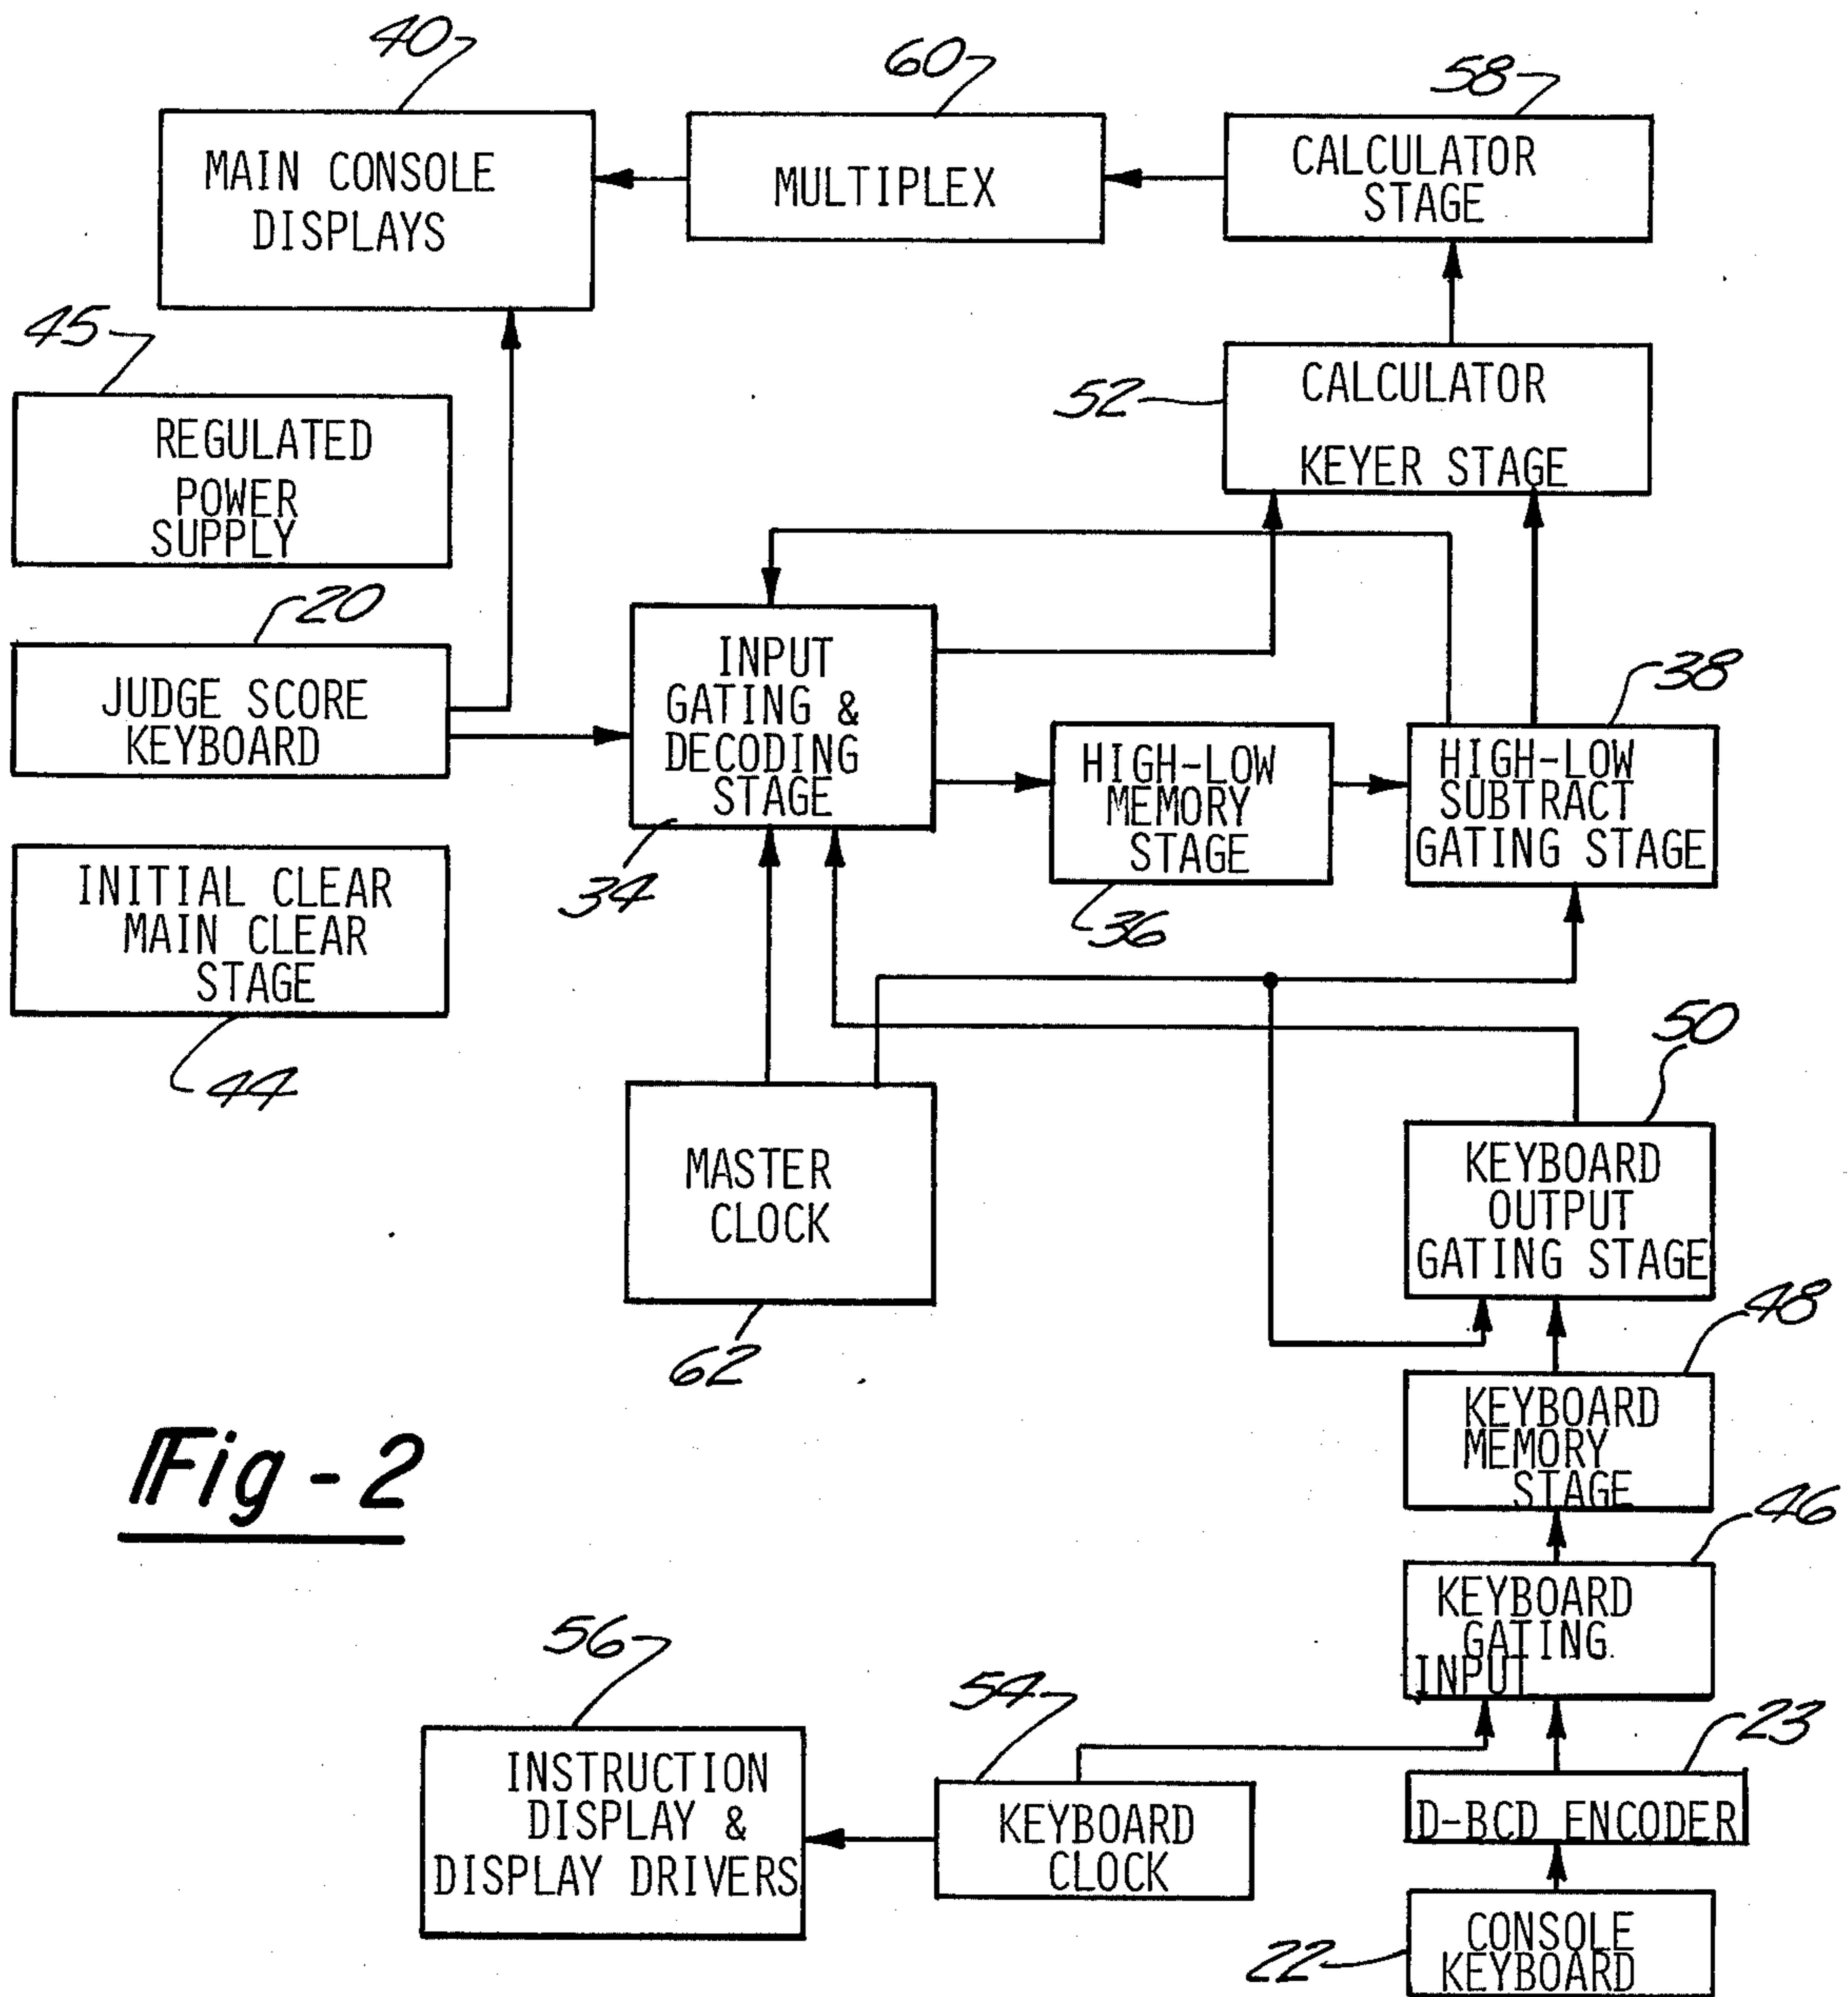 40
60
58
MAIN CONSOLE
DISPLAYS
MULTIPLEX
CALCULATOR
STAGE
45
REGULATED
POWER
SUPPLY
52
CALCULATOR
KEYER STAGE
20
JUDGE SCORE
KEYBOARD
INPUT
GATING &
DECODING
STAGE
34
HIGH-LOW
MEMORY
STAGE
36
38
HIGH-LOW
SUBTRACT
GATING STAGE
INITIAL CLEAR
MAIN CLEAR
STAGE
44
MASTER
CLOCK
62
50
KEYBOARD
OUTPUT
GATING STAGE
48
KEYBOARD
MEMORY
STAGE
46
KEYBOARD
GATING
INPUT
Fig-2
56
INSTRUCTION
DISPLAY &
DISPLAY DRIVERS
54
KEYBOARD
CLOCK
23
D-BCD ENCODER
22
CONSOLE
KEYBOARD